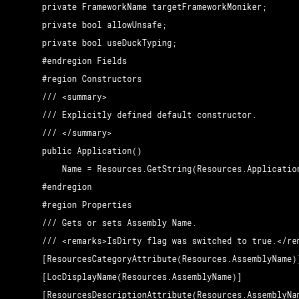 private FrameworkName targetFrameworkMoniker;
private bool allowUnsafe;
private bool useDuckTyping;
#endregion Fields
#region Constructors
/// <summary>
/// Explicitly defined default constructor.
/// </summary>
public Application()
Name = Resources.GetString(Resources.Application
#endregion
#region Properties
/// Gets or sets Assembly Name.
/// <remarks>IsDirty flag was switched to true.</rem
[ResourcesCategoryAttribute(Resources.AssemblyName)]
[LocDisplayName(Resources.AssemblyName)]
[ResourcesDescriptionAttribute(Resources.AssemblyNam